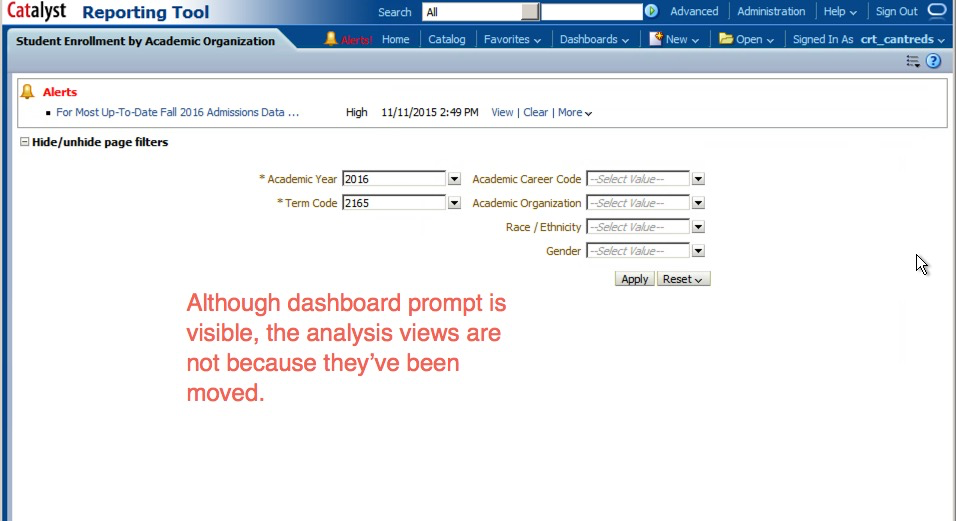 Catalyst Reporting Tool Search All Advanced Administration Help Sign Out
Student Enrollment by Academic Organization Alerts! Home Catalog Favorites Dashboards New Open Signed In As crt_cantreds
Alerts
For Most Up-To-Date Fall 2016 Admissions Data ... High 11/11/2015 2:49 PM View | Clear | More
Hide/unhide page filters
* Academic Year 2016 Academic Career Code --Select Value--
* Term Code 2165 Academic Organization --Select Value--
Race / Ethnicity --Select Value--
Gender --Select Value--
Apply Reset
Although dashboard prompt is
visible, the analysis views are
not because they've been
moved.